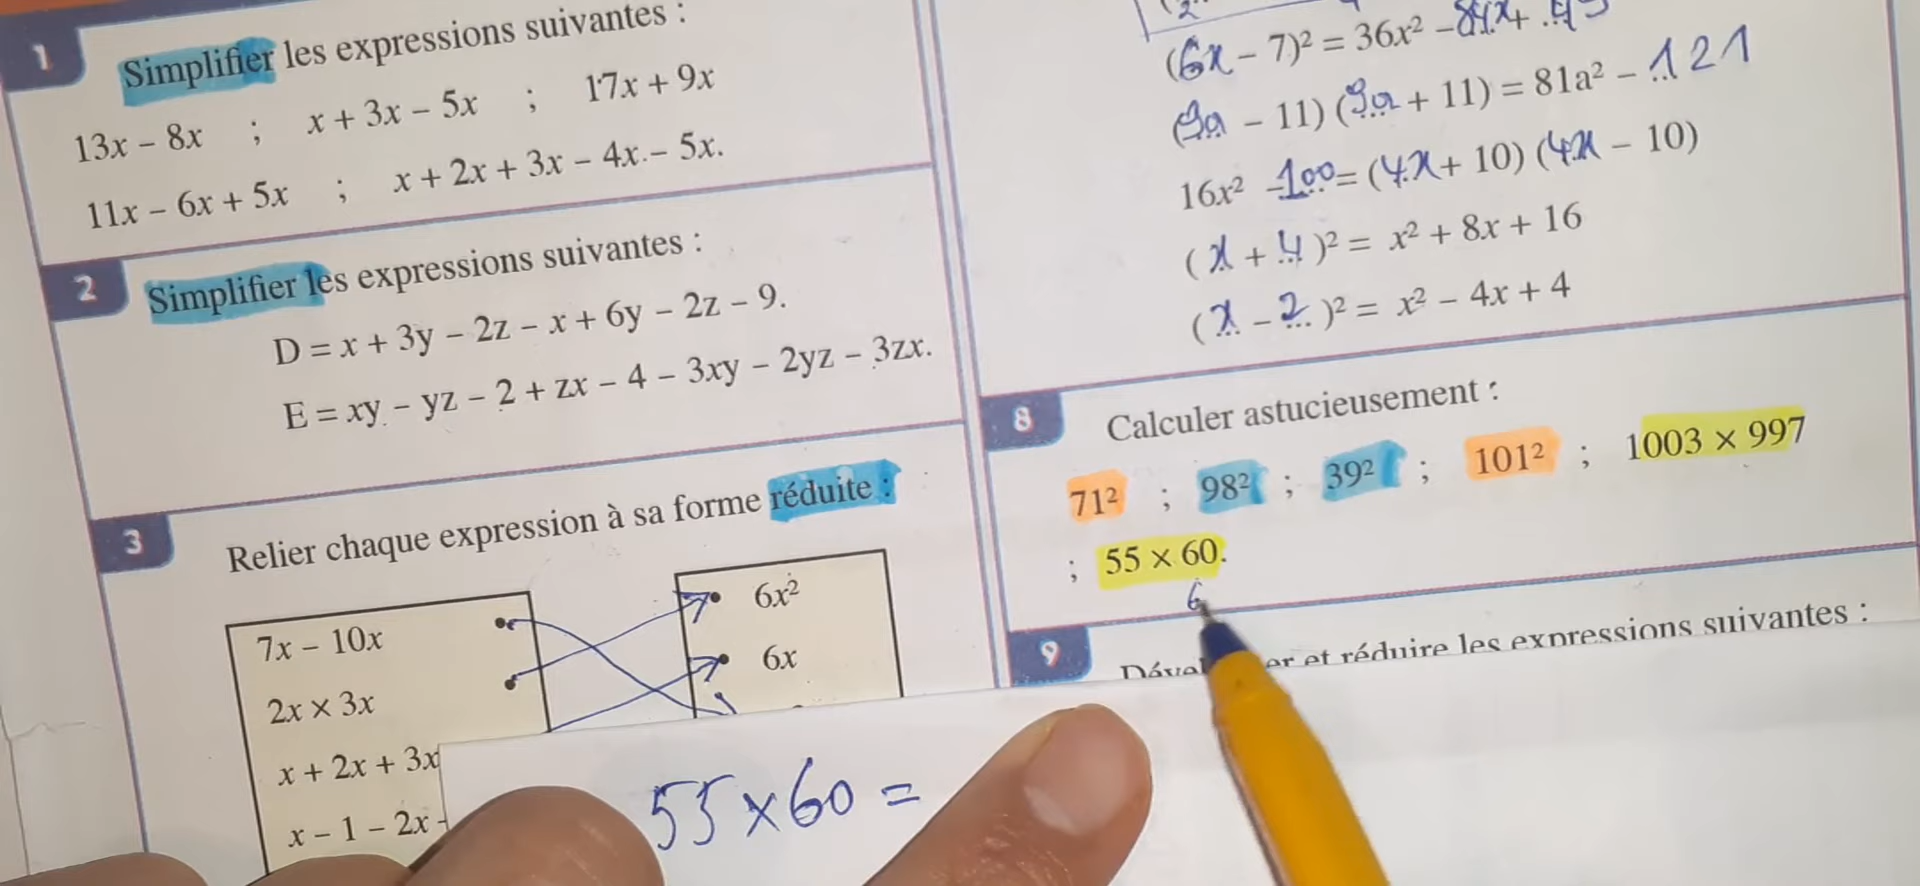 1 Simplifier les expressions suivantes :
13x – 8x ; x + 3x – 5x ; 17x + 9x
11x – 6x + 5x ; x + 2x + 3x – 4x – 5x.
2 Simplifier les expressions suivantes :
D = x + 3y – 2z – x + 6y – 2z – 9.
E = xy – yz – 2 + zx – 4 – 3xy – 2yz – 3zx.
3 Relier chaque expression à sa forme réduite :
7x – 10x
2x × 3x
x + 2x + 3x
x – 1 – 2x -
6x²
6x
(6x – 7)² = 36x² – 84x +
(9a – 11) (9a + 11) = 81a² – 121
16x² – 100 = (4x + 10) (4x – 10)
( x + 4 )² = x² + 8x + 16
( x – 2 )² = x² – 4x + 4
8 Calculer astucieusement :
71² ; 98² ; 39² ; 101² ; 1003 × 997
; 55 × 60.
6
9 et réduire les expressions suivantes :
55 × 60 =